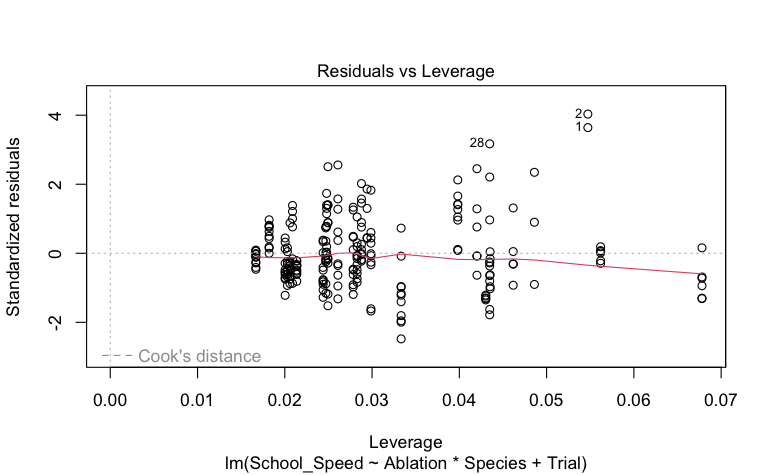 Residuals vs Leverage
Standardized residuals
4
2
0
-2
2
1
28
Cook's distance
0.00 0.01 0.02 0.03 0.04 0.05 0.06 0.07
Leverage
lm(School_Speed ~ Ablation * Species + Trial)